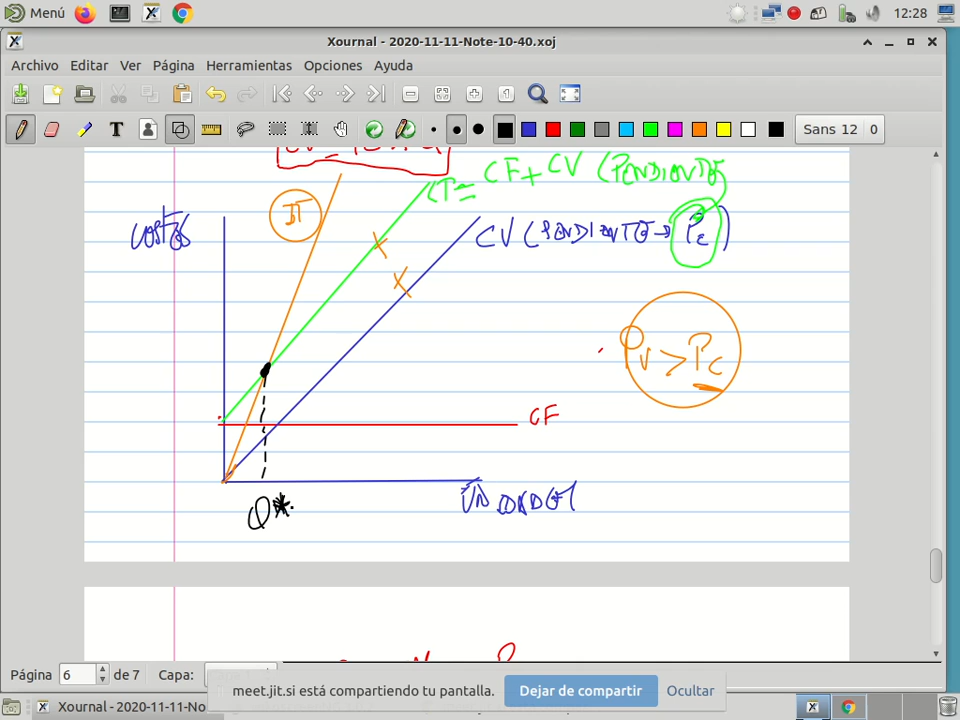 Menú
12:28
Xournal - 2020-11-11-Note-10-40.xoj
Archivo Editar Ver Página Herramientas Opciones Ayuda
Sans 12 0
CT = CF + CV (PENDIENTE
COSTES
IT
CV (PENDIENTE → Pc)
Pv > Pc
CF
Q*
Página 6 de 7 Capa:
meet.jit.si está compartiendo tu pantalla.
Dejar de compartir
Ocultar
Xournal - 2020-11-11-No